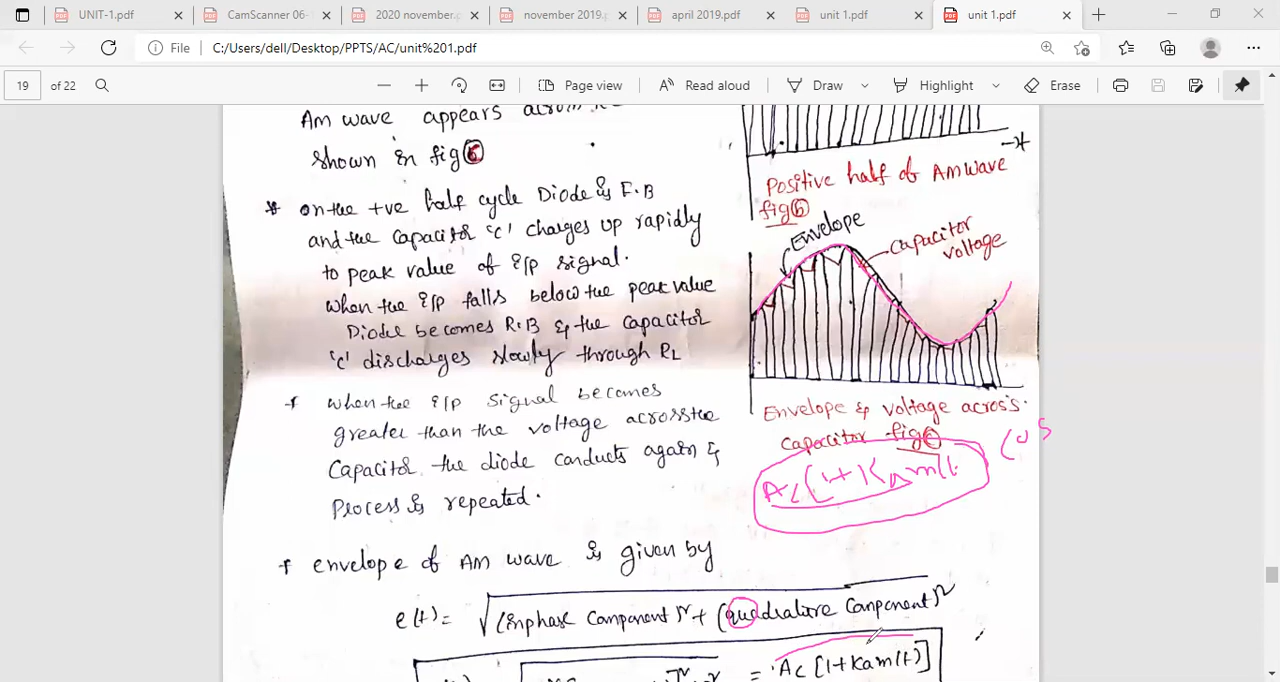 UNIT-1.pdf
CamScanner 06-
2020 november.p
november 2019.p
april 2019.pdf
unit 1.pdf
unit 1.pdf
File C:/Users/dell/Desktop/PPTS/AC/unit%201.pdf
19 of 22
Page view
Read aloud
Draw
Highlight
Erase
Am wave appears across
shown in fig
* on the +ve half cycle Diode is F.B
and the capacitor 'c' charges up rapidly
to peak value of i/p signal.
when the i/p falls below the peak value
Diode becomes R.B & the capacitor
'c' discharges slowly through RL
* when the i/p signal becomes
greater than the voltage across the
capacitor the diode conducts again &
Process is repeated.
* envelope of AM wave is given by
e(t) = √(Inphase Component)² + (quadrature Component)²
= Ac [1+Kam(t)]
Positive half of AM wave
fig(b)
Envelope
capacitor
voltage
Envelope & voltage across
capacitor fig(c)
Ac[1+Kam(t
cos